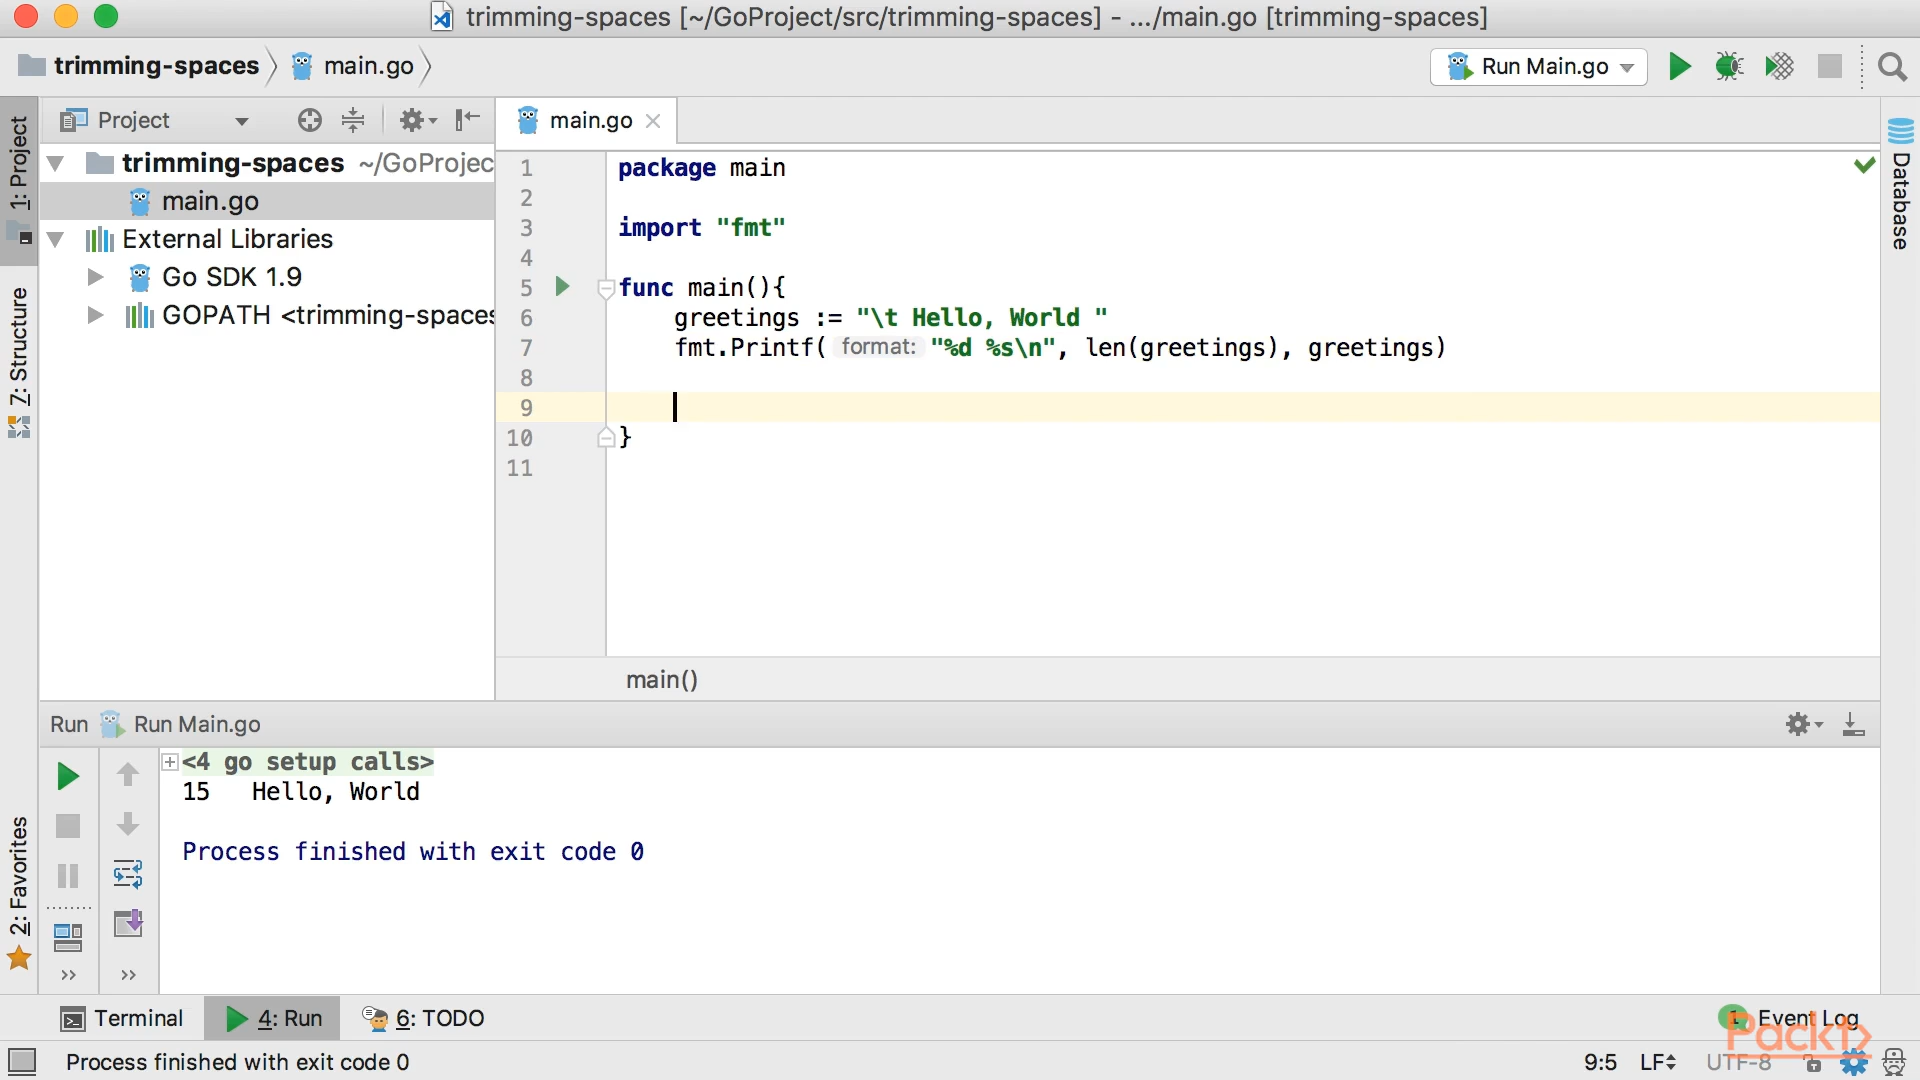 trimming-spaces [~/GoProject/src/trimming-spaces] - .../main.go [trimming-spaces]
trimming-spaces main.go
Run Main.go
1: Project
Project
main.go
trimming-spaces ~/GoProjec
main.go
External Libraries
Go SDK 1.9
GOPATH <trimming-spaces
7: Structure
2: Favorites
Database
1 package main
2
3 import "fmt"
4
5 func main(){
6 greetings := "\t Hello, World "
7 fmt.Printf( format: "%d %s\n", len(greetings), greetings)
8
9
10 }
11
main()
Run Run Main.go
<4 go setup calls>
15 Hello, World
Process finished with exit code 0
Terminal 4: Run 6: TODO
1 Event Log
Packt
Process finished with exit code 0
9:5 LF UTF-8